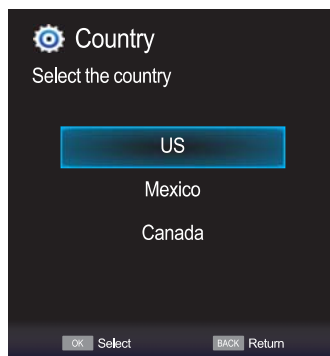 Country
Select the country
US
Mexico
Canada
OK Select BACK Return